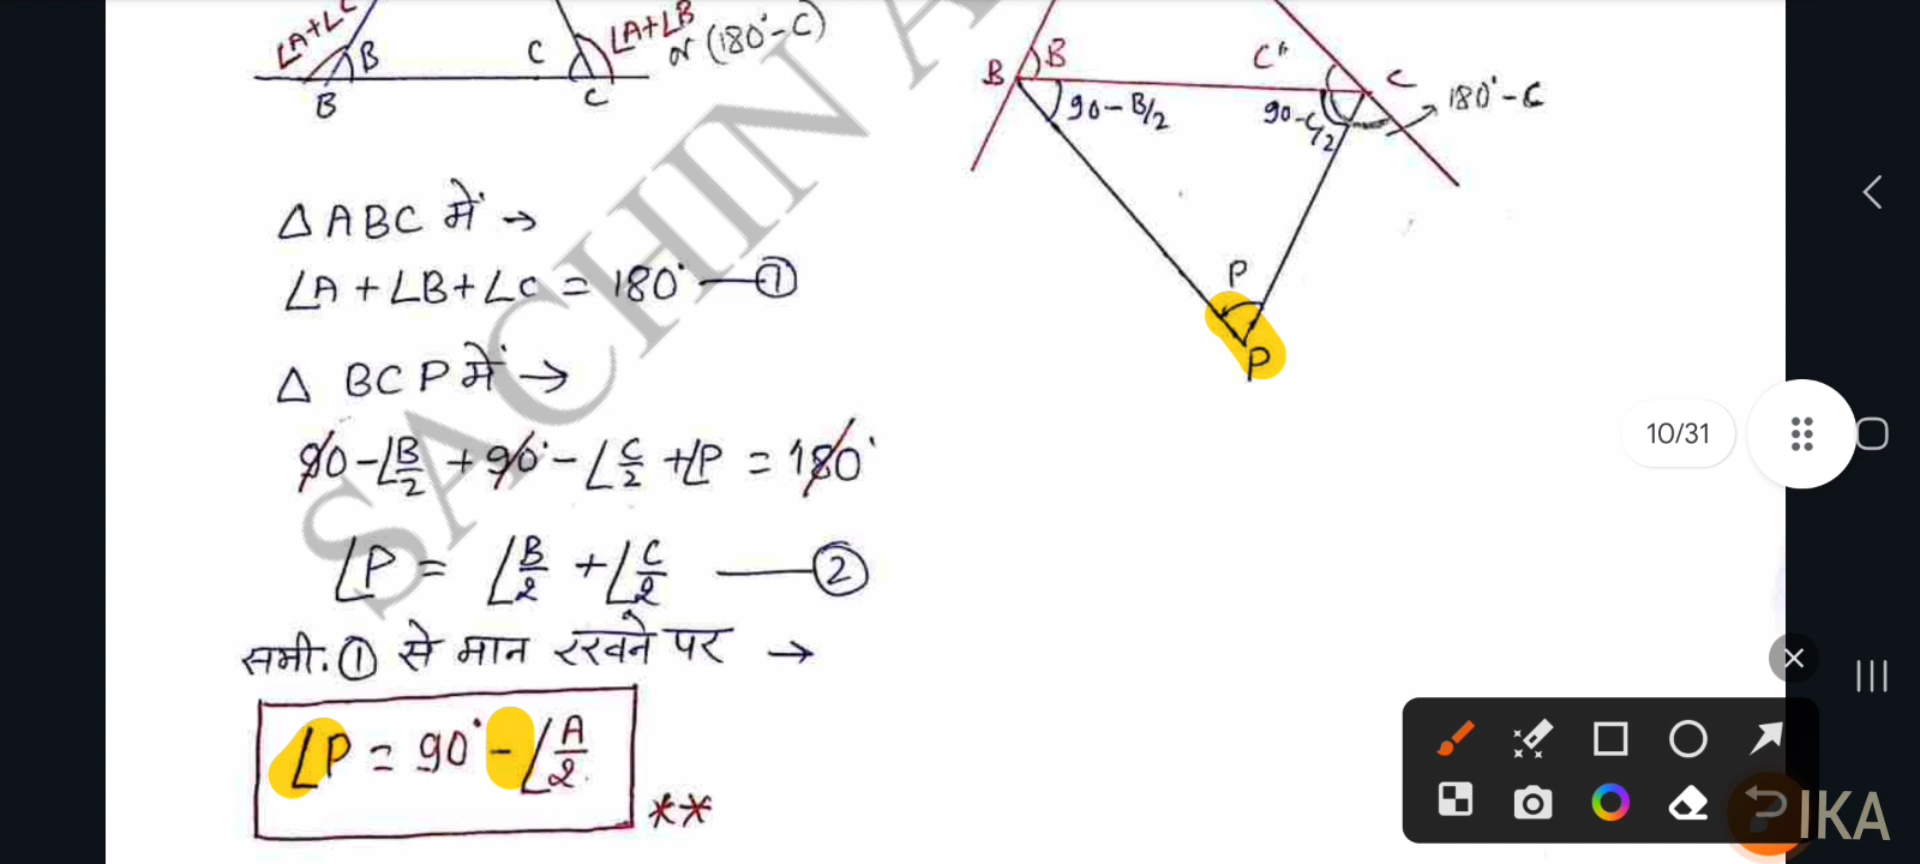 ∠A+∠C
B
B
C
C
∠A+∠B
or (180°-C)
B
B
C
C
90-B/2
90-C/2
180°-C
P
P
△ABC में →
∠A+∠B+∠C = 180° —①
△ BCP में →
90-∠B/2 + 90°-∠C/2 +∠P = 180°
∠P = ∠B/2 +∠C/2 —②
समी. ① से मान रखने पर →
∠P = 90°-∠A/2
**
SACHIN A
10/31
IKA